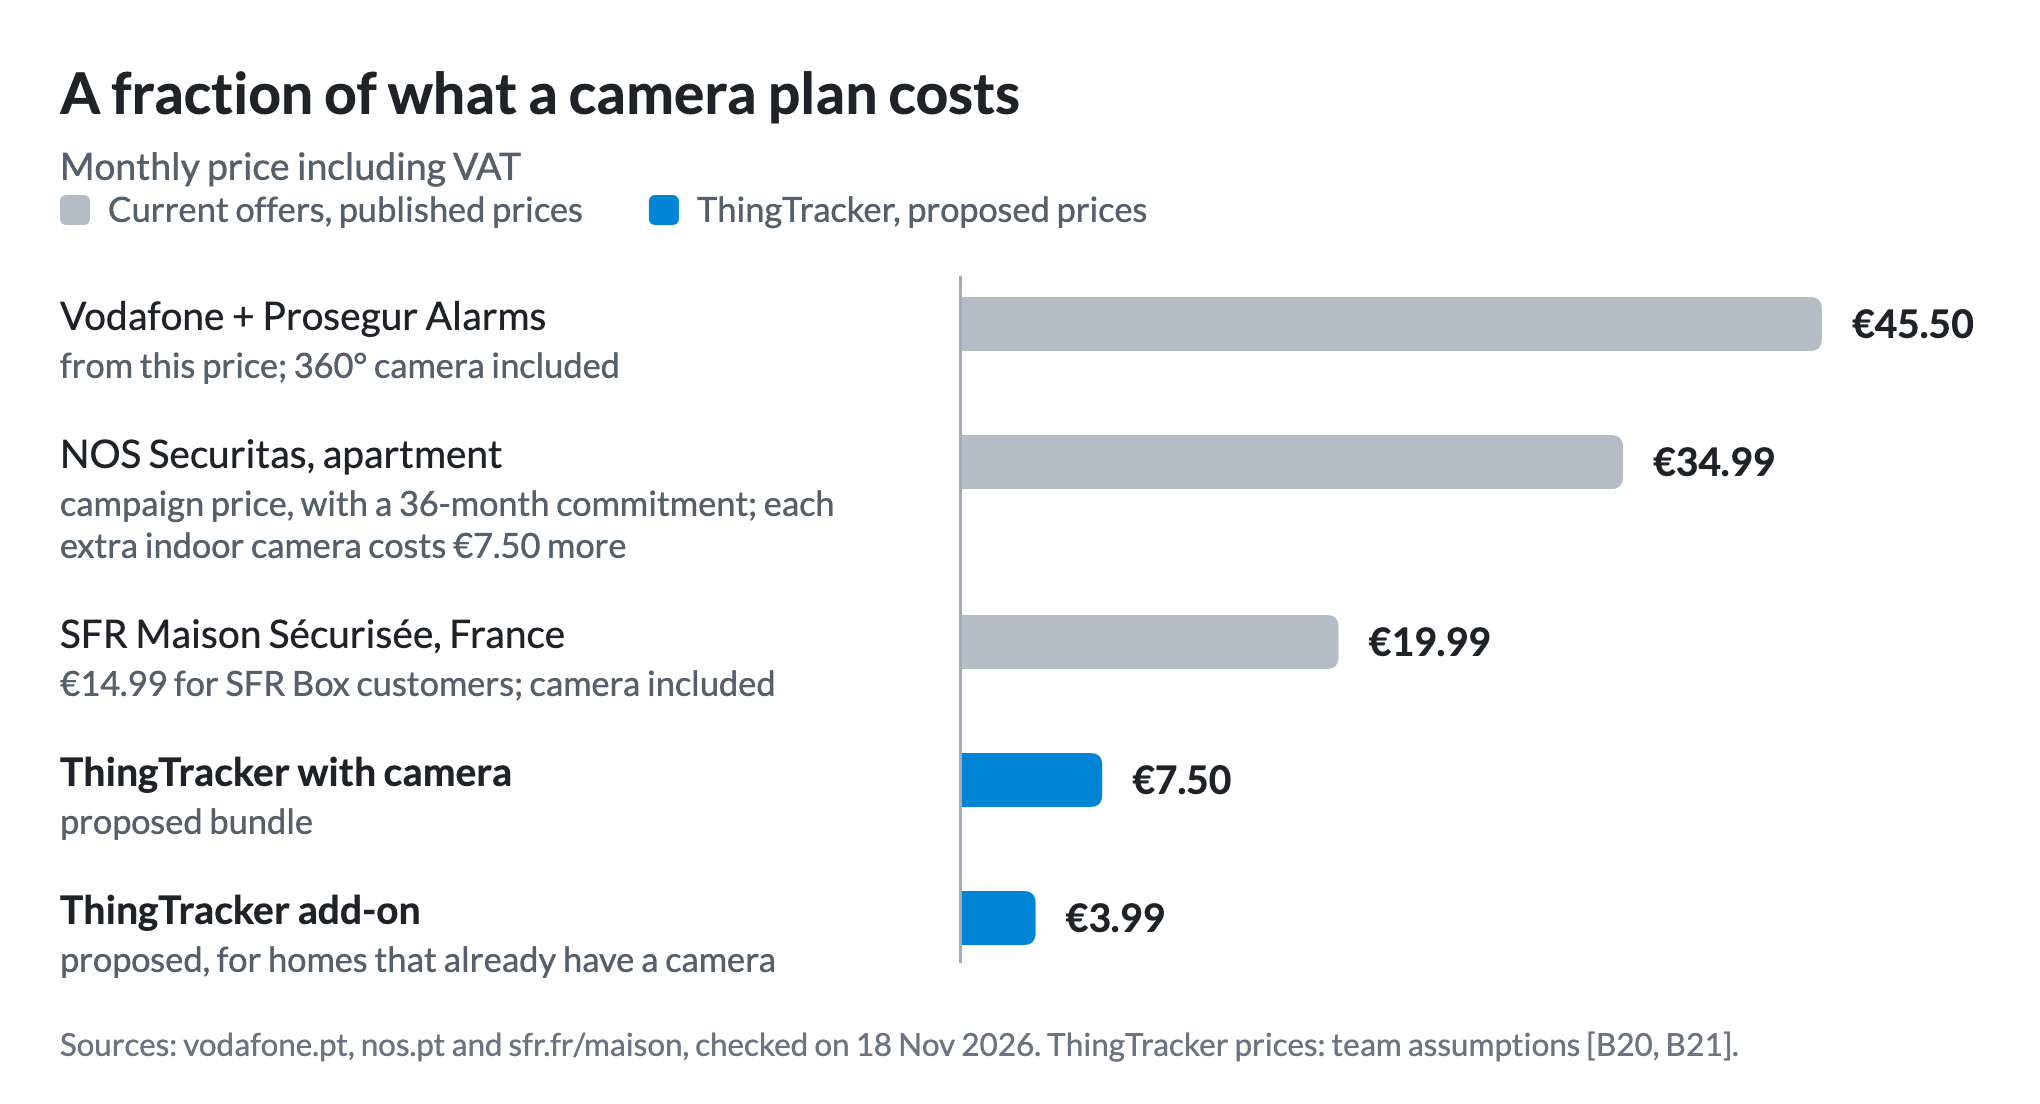 A fraction of what a camera plan costs
Monthly price including VAT
Current offers, published prices
ThingTracker, proposed prices
Vodafone + Prosegur Alarms
from this price; 360° camera included
€45.50
NOS Securitas, apartment
campaign price, with a 36-month commitment; each
extra indoor camera costs €7.50 more
€34.99
SFR Maison Sécurisée, France
€14.99 for SFR Box customers; camera included
€19.99
ThingTracker with camera
proposed bundle
€7.50
ThingTracker add-on
proposed, for homes that already have a camera
€3.99
Sources: vodafone.pt, nos.pt and sfr.fr/maison, checked on 18 Nov 2026. ThingTracker prices: team assumptions [B20, B21].